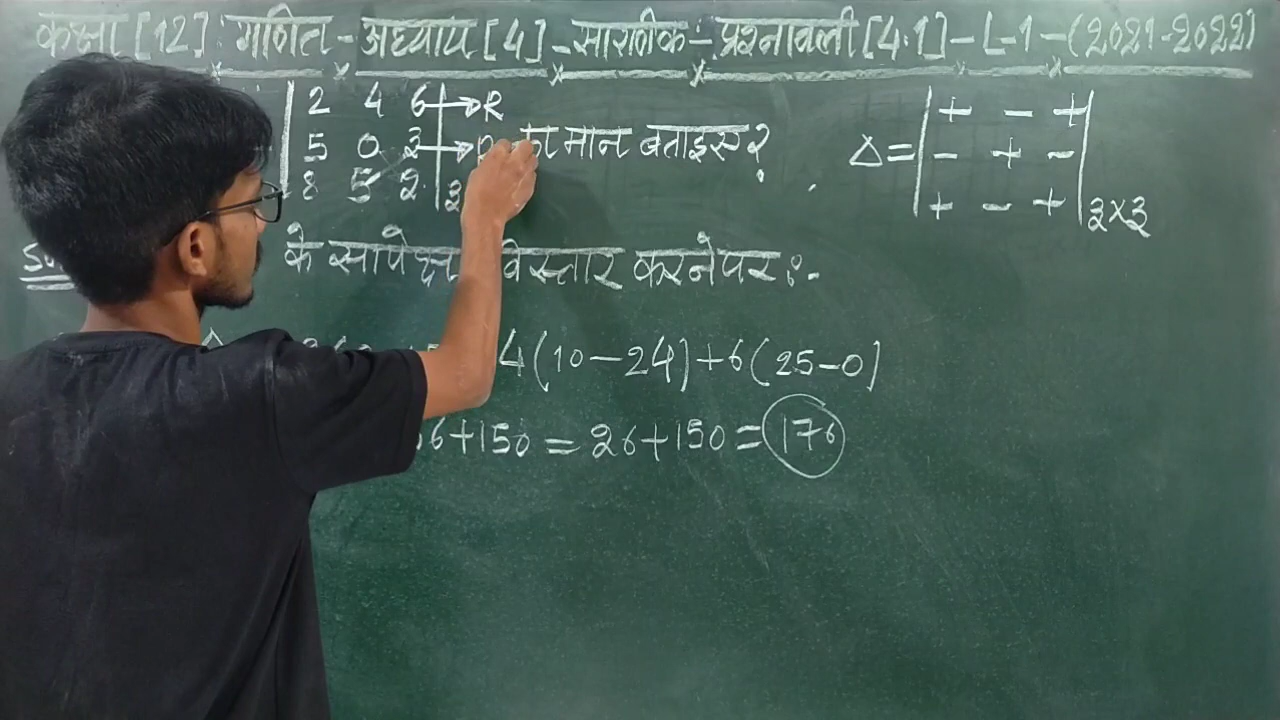 कक्षा [12] गणित - अध्याय [4] - सारणीक - प्रश्नावली [4.1] - L-1 - (2021-2022)
2 4 6 → R
5 0 3 → R का मान बताइए ?
8 5 2 3
Δ = | + - + |
| - + - |
| + - + | 3×3
के सापेक्ष विस्तार करने पर :-
4(10-24)+6(25-0)
6+150 = 26+150 = 176